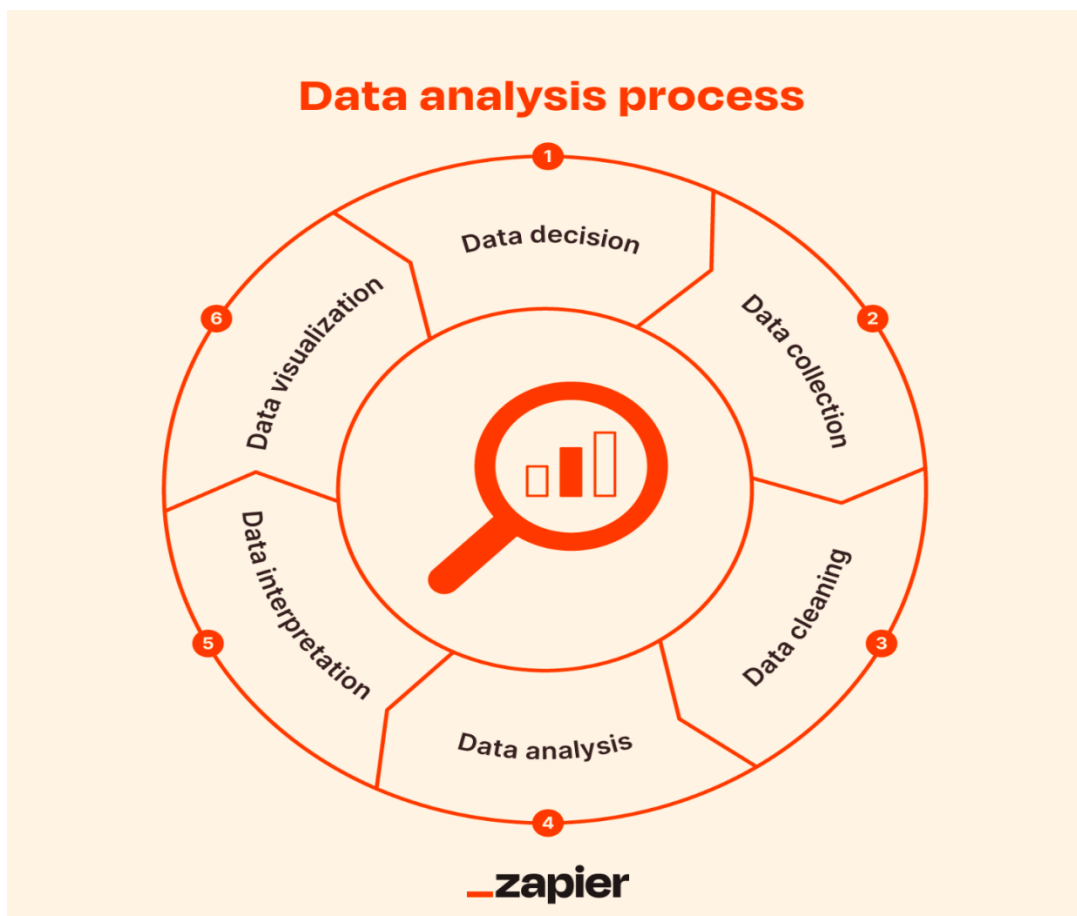 Data analysis process
1
Data decision
2
Data collection
3
Data cleaning
4
Data analysis
5
Data interpretation
6
Data visualization
_zapier